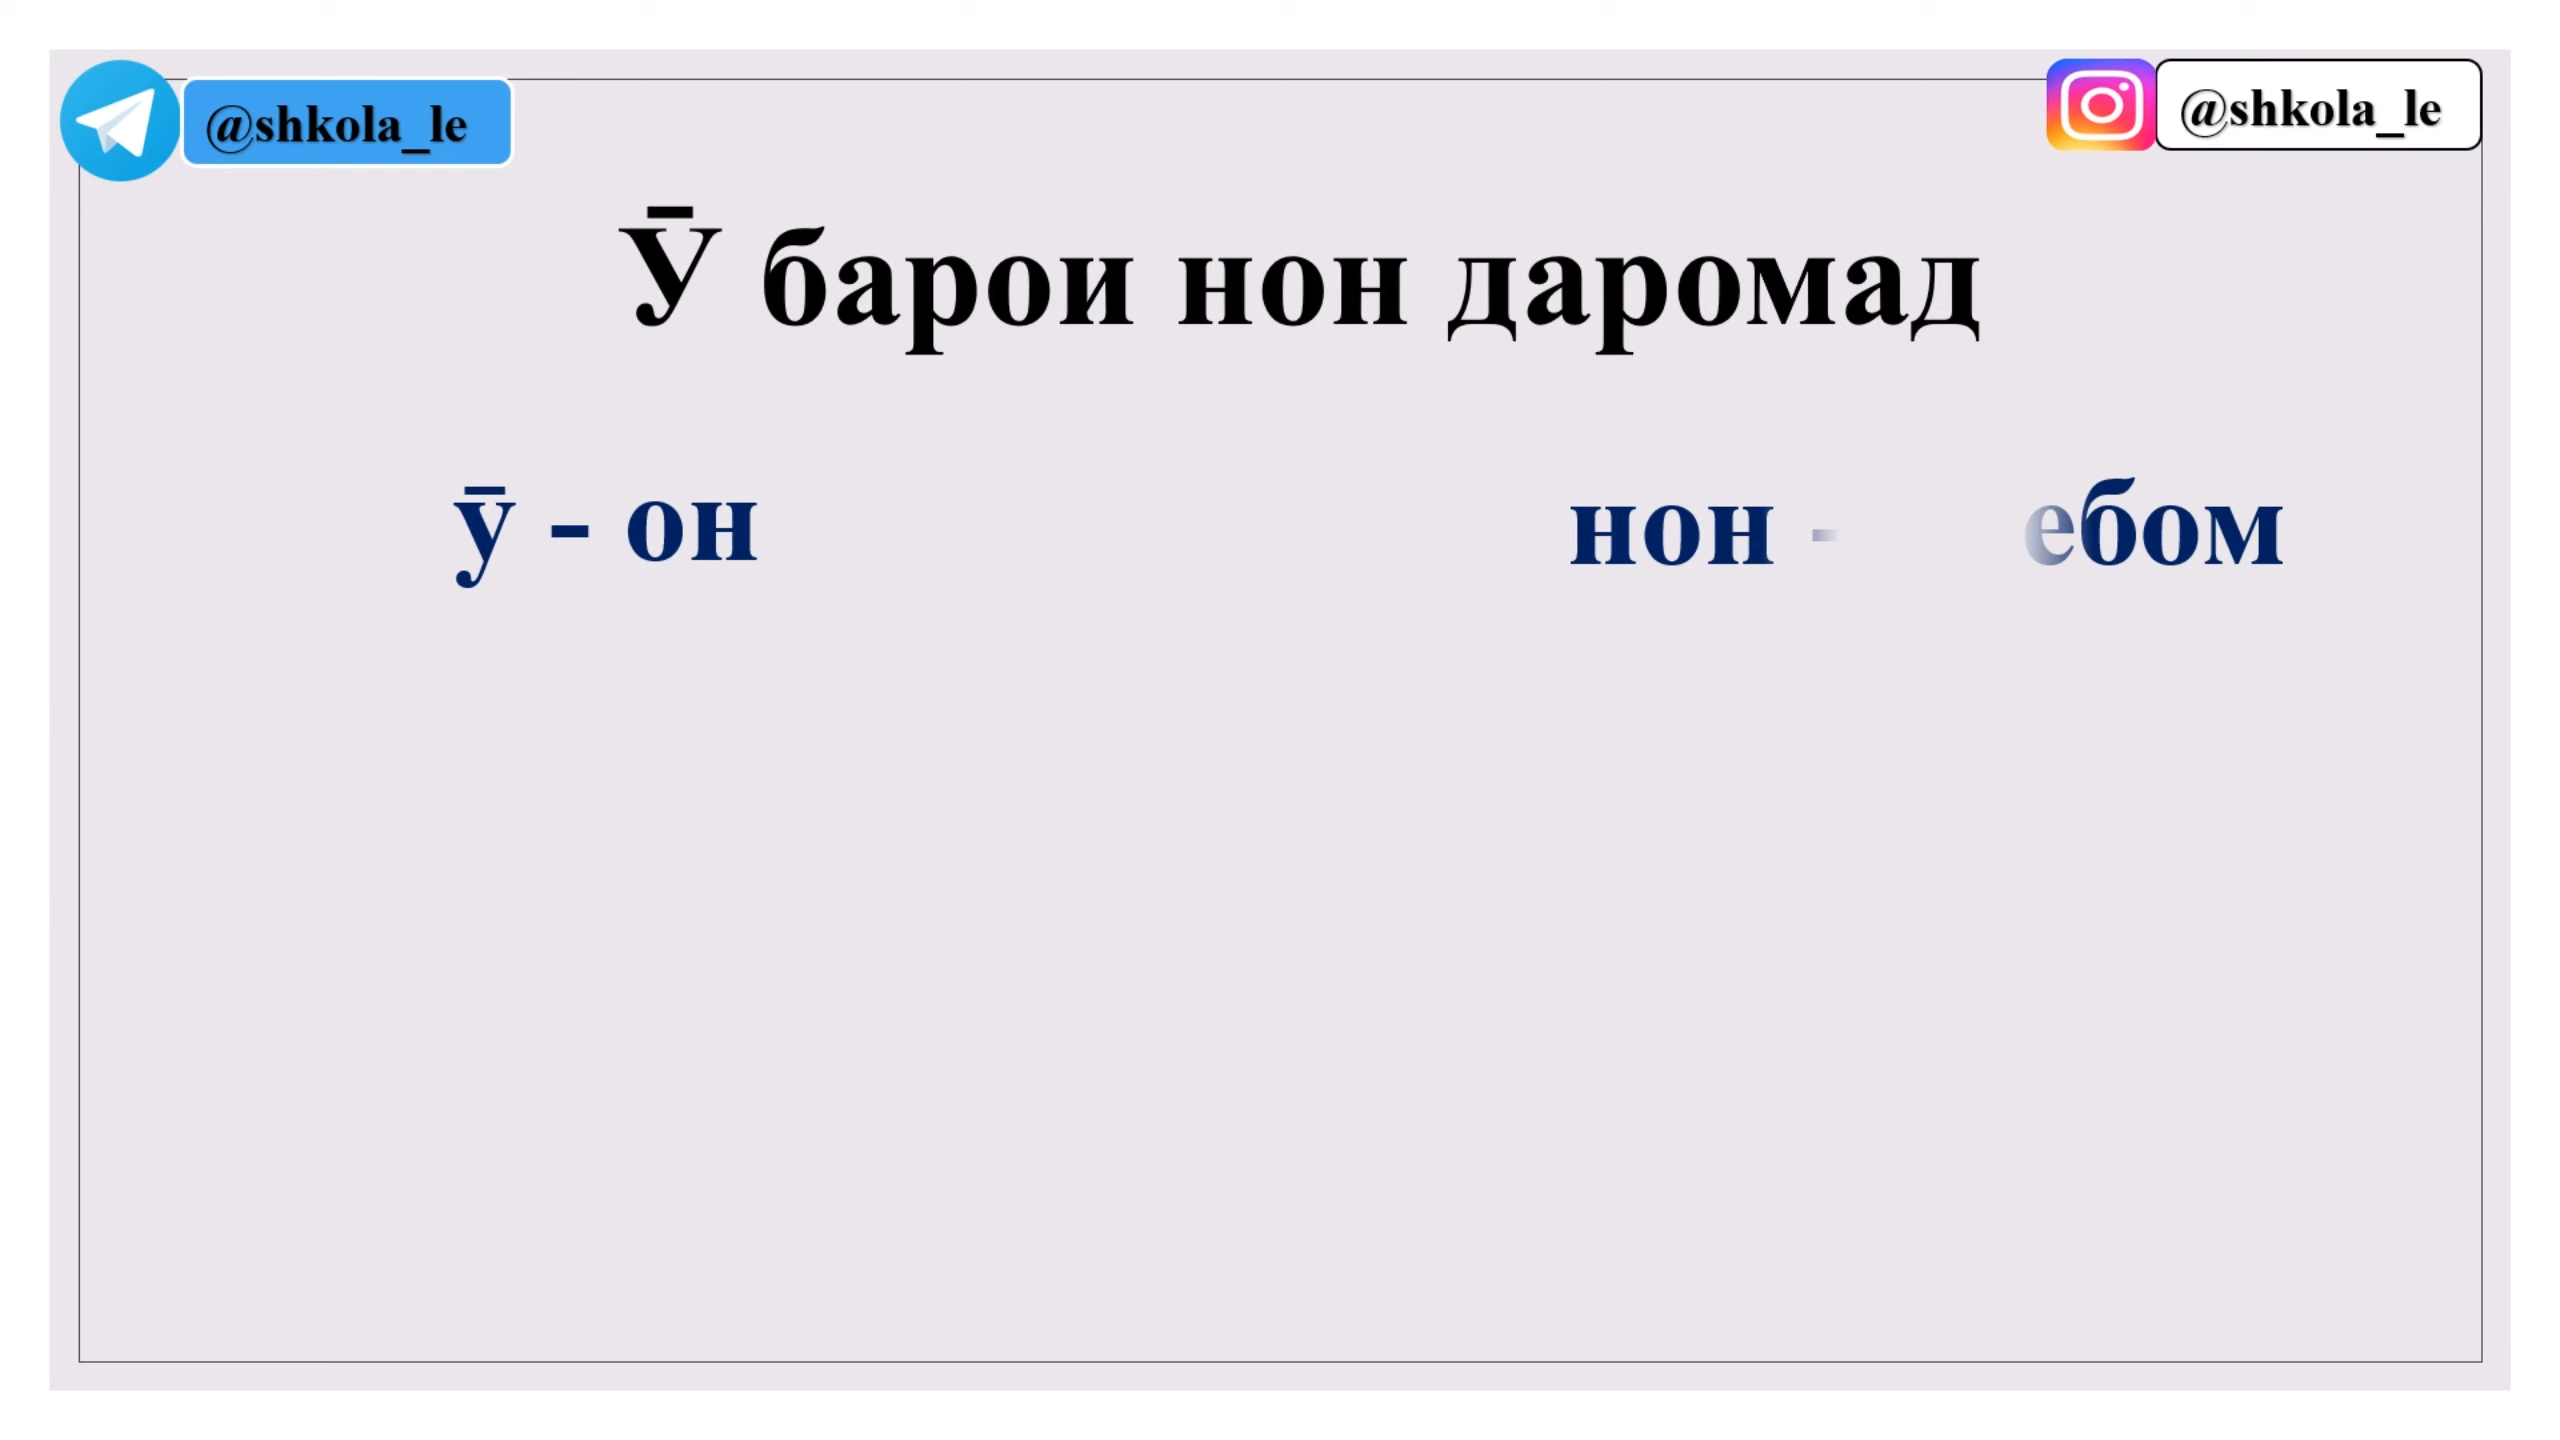 @shkola_le
@shkola_le
Ӯ барои нон даромад
ӯ - он
нон - ебом